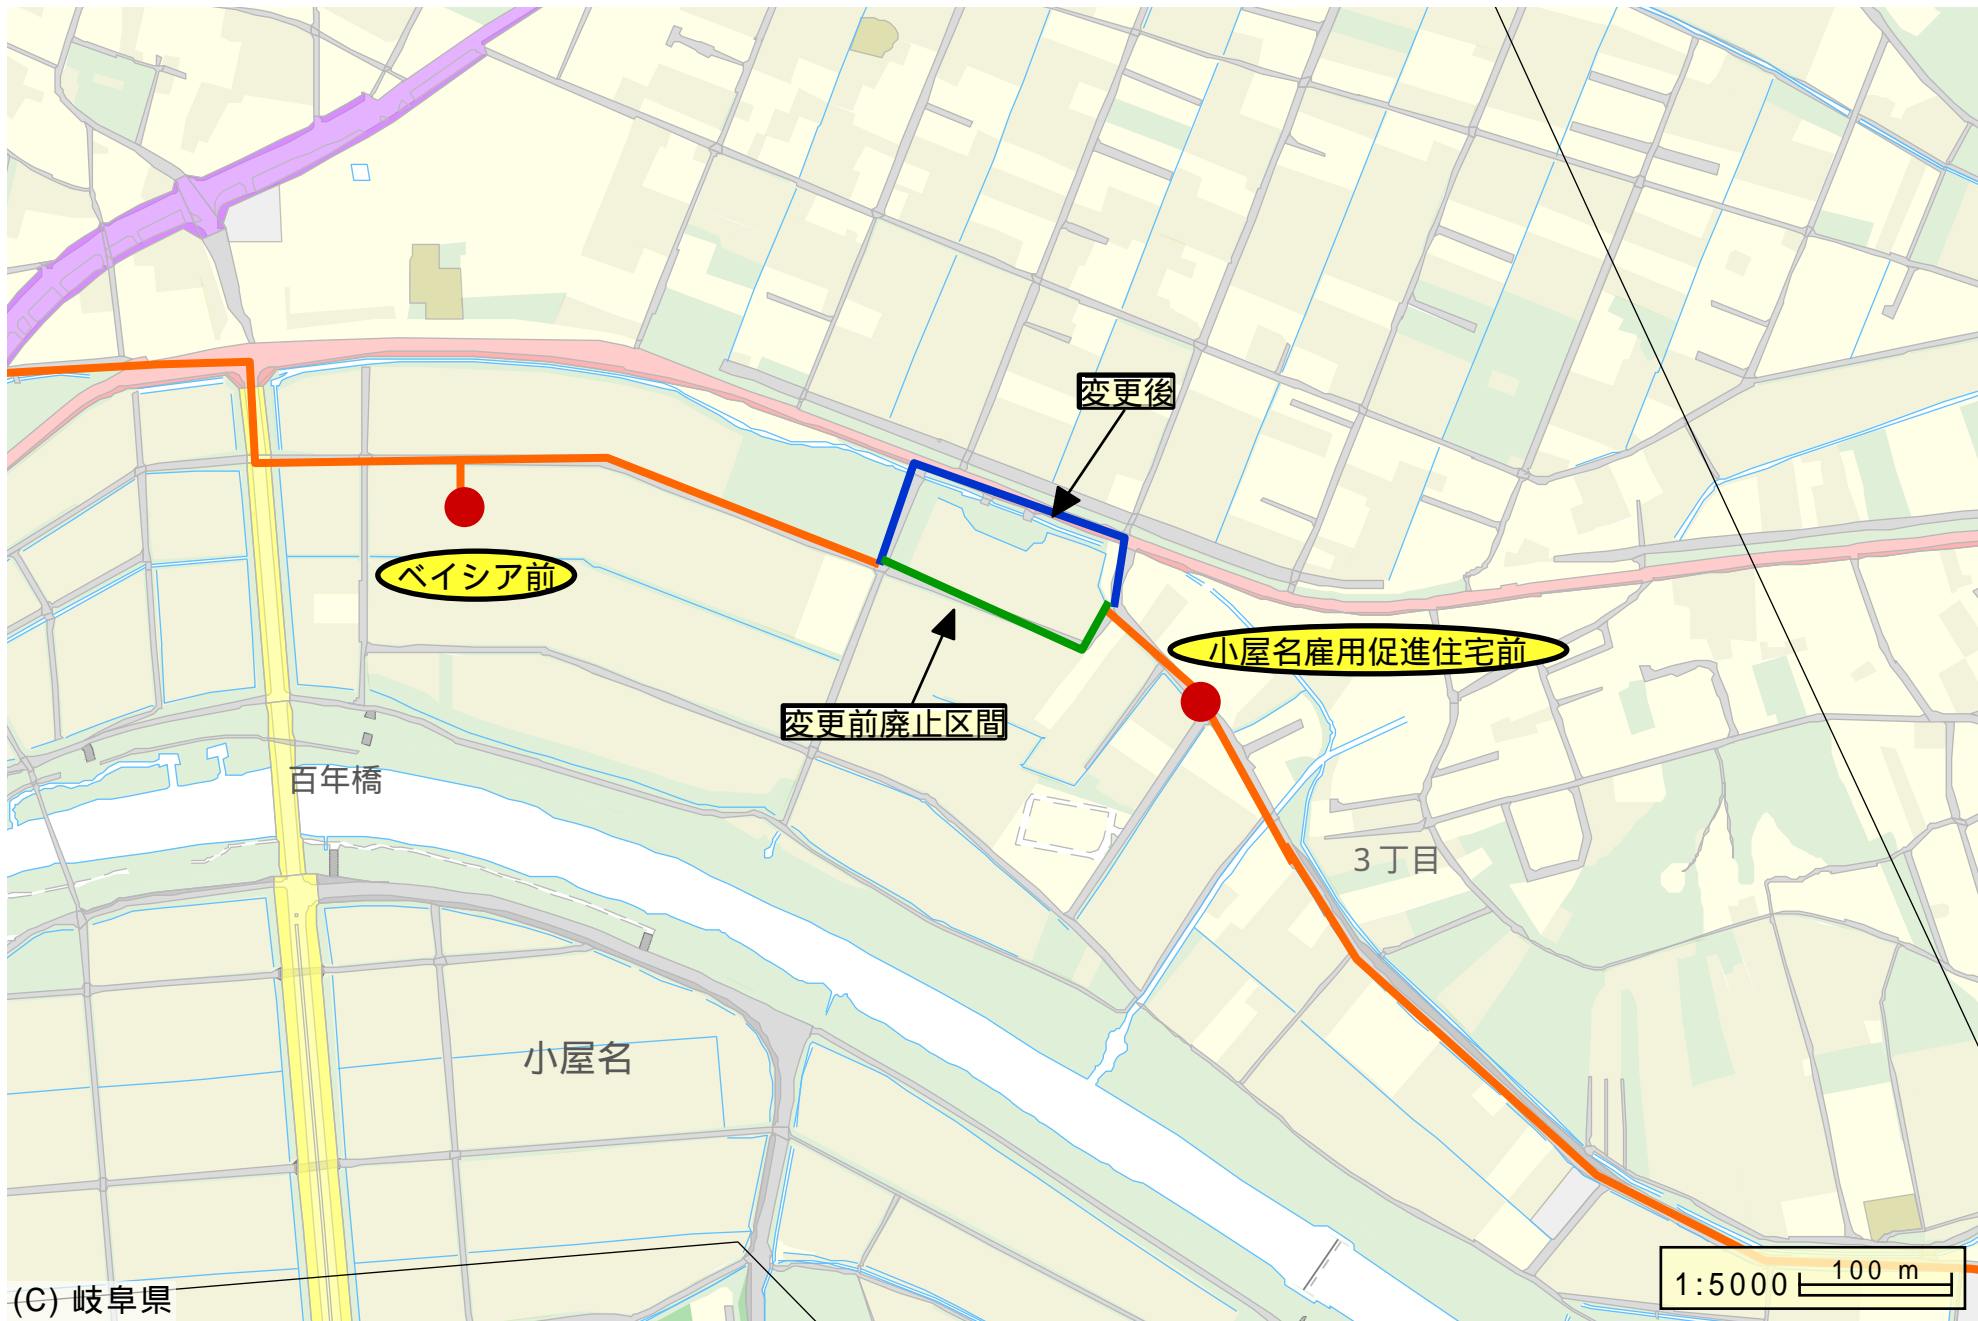 変更後
ベイシア前
小屋名雇用促進住宅前
変更前廃止区間
百年橋
3丁目
小屋名
(C) 岐阜県
1:5000 100 m